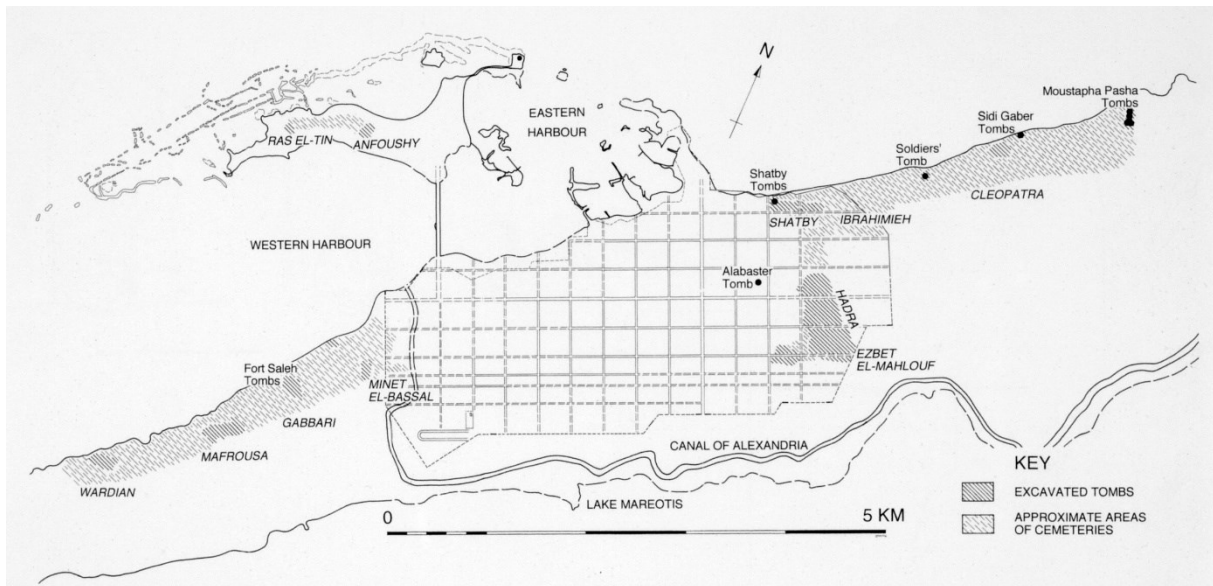 N
EASTERN
HARBOUR
RAS EL-TIN
ANFOUSHY
WESTERN HARBOUR
Moustapha Pasha
Tombs
Sidi Gaber
Tombs
Soldiers'
Tomb
Shatby
Tombs
CLEOPATRA
SHATBY
IBRAHIMIEH
Alabaster
Tomb
HADRA
EZBET
EL-MAHLOUF
Fort Saleh
Tombs
MINET
EL-BASSAL
GABBARI
MAFROUSA
WARDIAN
CANAL OF ALEXANDRIA
LAKE MAREOTIS
0
5 KM
KEY
EXCAVATED TOMBS
APPROXIMATE AREAS
OF CEMETERIES